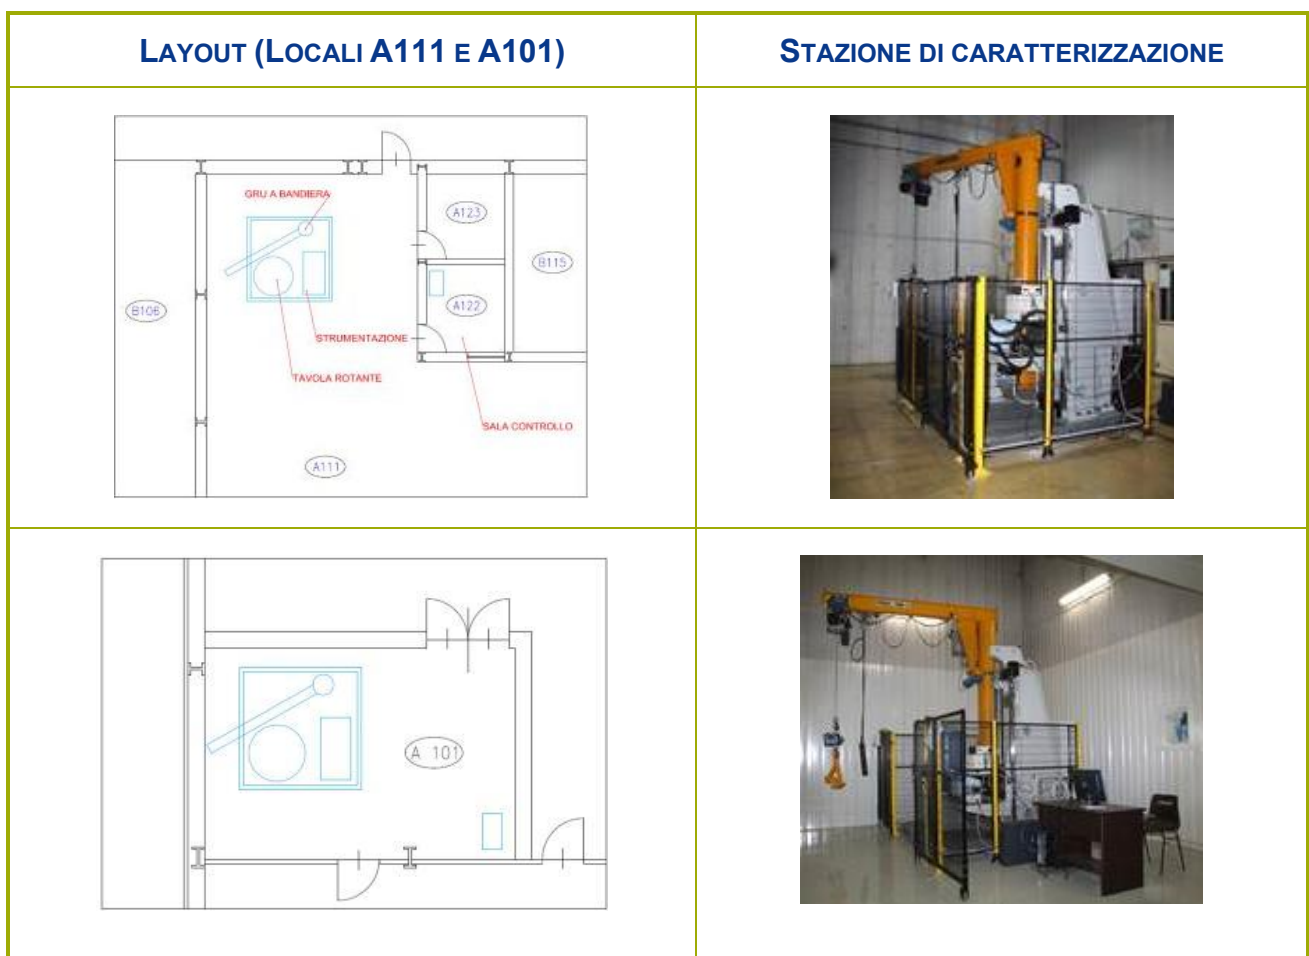 LAYOUT (LOCALI A111 E A101)
STAZIONE DI CARATTERIZZAZIONE
GRU A BANDIERA
A123
B115
B106
A122
STRUMENTAZIONE
TAVOLA ROTANTE
SALA CONTROLLO
A111
A 101